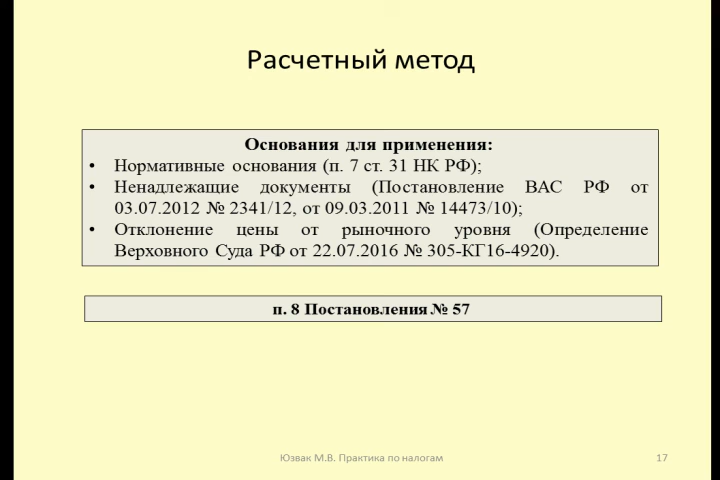 Расчетный метод
Основания для применения:
• Нормативные основания (п. 7 ст. 31 НК РФ);
• Ненадлежащие документы (Постановление ВАС РФ от
03.07.2012 № 2341/12, от 09.03.2011 № 14473/10);
• Отклонение цены от рыночного уровня (Определение
Верховного Суда РФ от 22.07.2016 № 305-КГ16-4920).
п. 8 Постановления № 57
Юзвак М.В. Практика по налогам
17